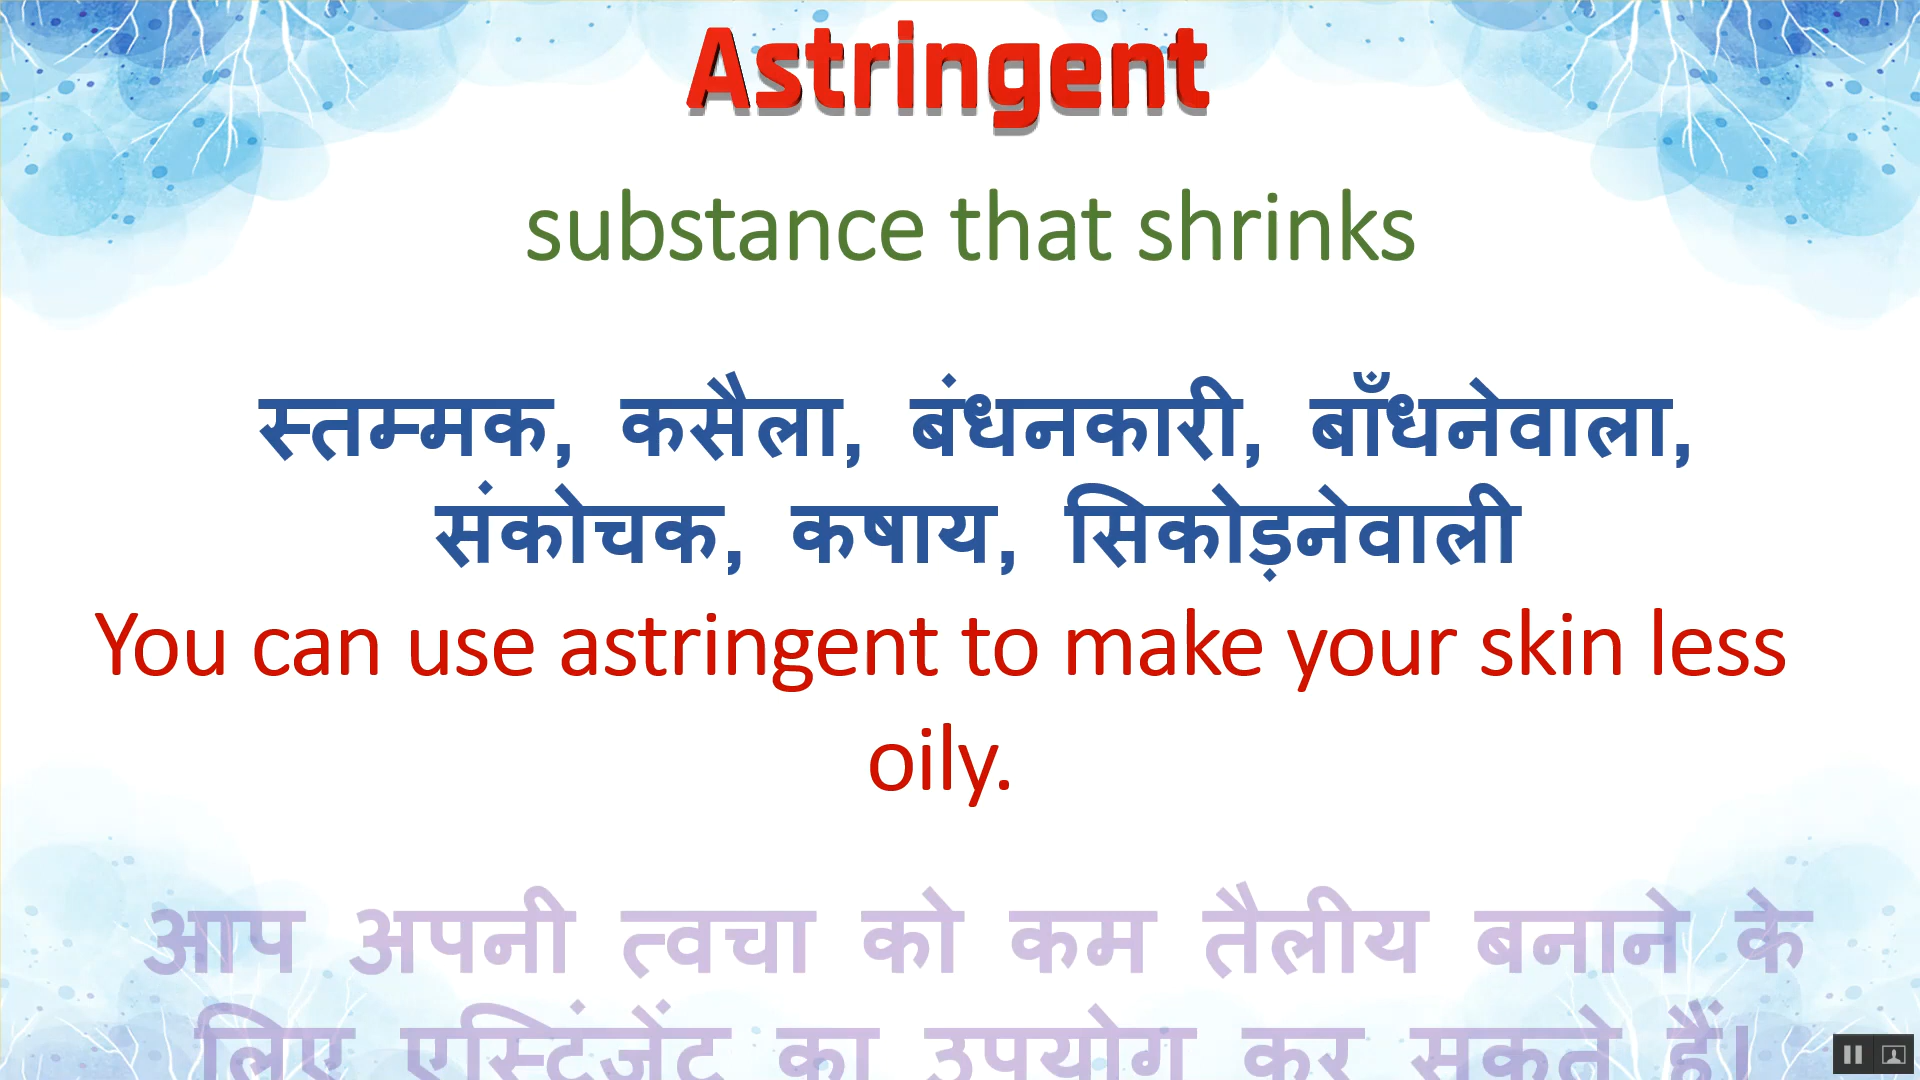 Astringent
substance that shrinks
स्तम्मक, कसैला, बंधनकारी, बाँधनेवाला,
संकोचक, कषाय, सिकोड़नेवाली
You can use astringent to make your skin less
oily.
आप अपनी त्वचा को कम तैलीय बनाने के
लिए एस्टिंजेंट का उपयोग कर सकते हैं।